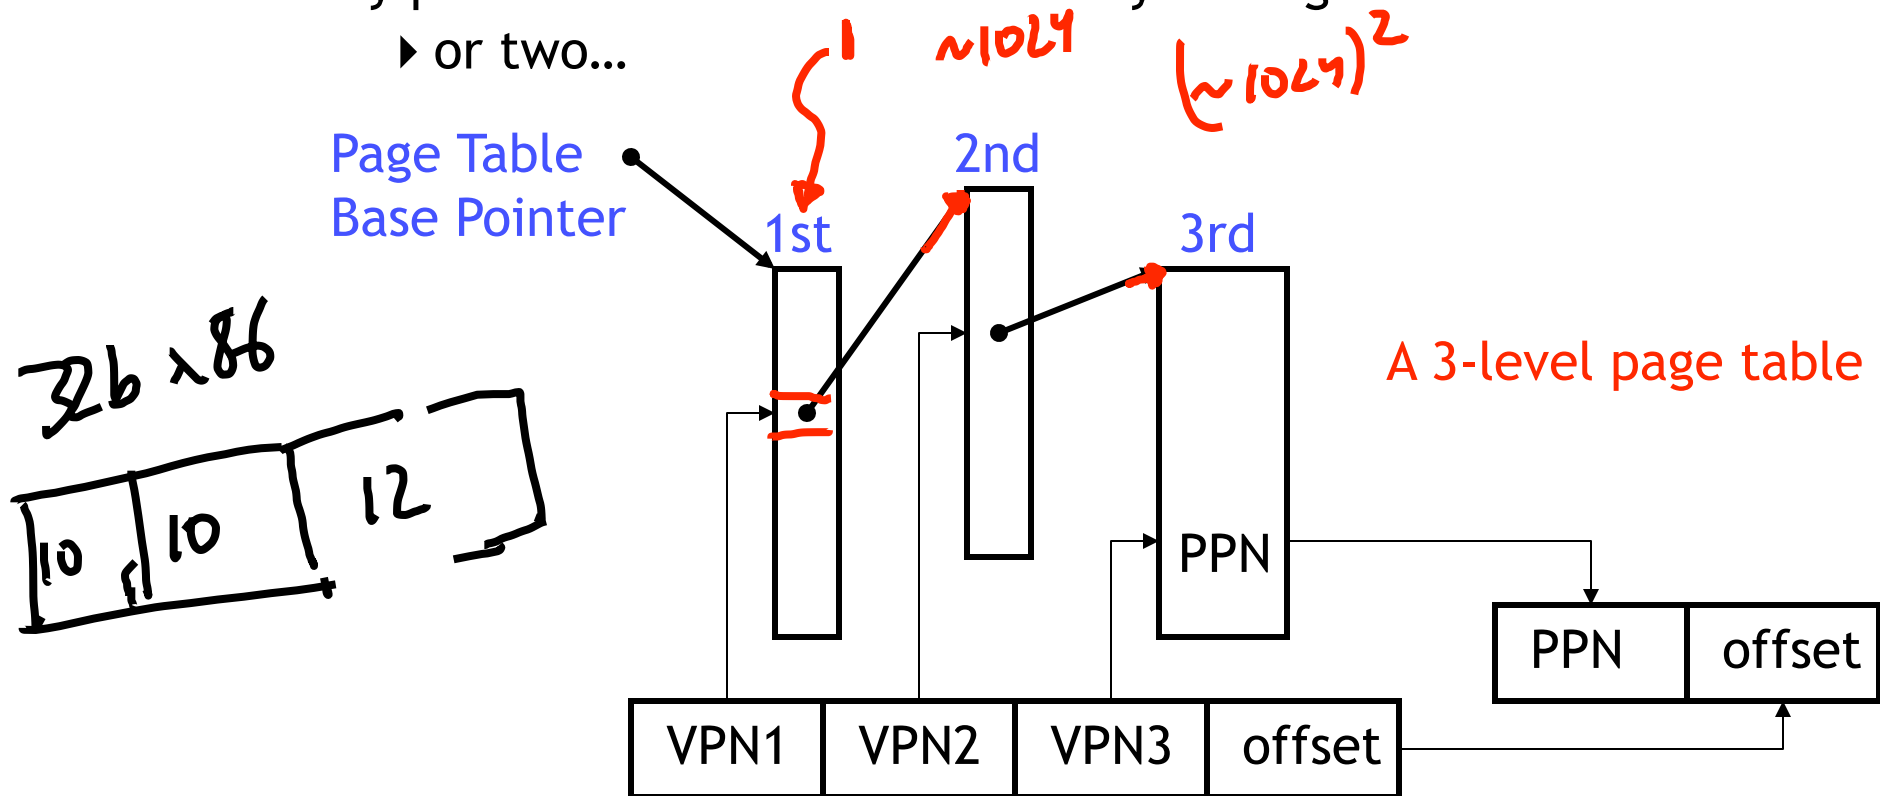 ▸ or two...
1 ~1024 (~1024)²
Page Table
Base Pointer
1st
2nd
3rd
32b x86
10 10 12
A 3-level page table
PPN
PPN offset
VPN1 VPN2 VPN3 offset